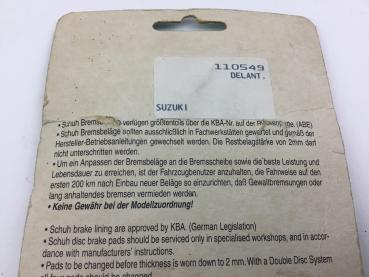 110549
DELANT.
SUZUKI
• Schuh Bremsbeläge verfügen größtenteils über die KBA-Nr. auf der (ABE)
• Schuh Bremsbeläge sollten ausschließlich in Fachwerkstätten gewartet und gemäß der
Hersteller-Betriebsanleitungen gewechselt werden. Die Restbelagstärke von 2mm darf
nicht unterschritten werden.
• Um ein Anpassen der Bremsbeläge an die Bremsscheibe sowie die beste Leistung und
Lebensdauer zu erreichen, ist der Fahrzeugbenutzer anzuhalten, die Fahrweise auf den
ersten 200 km nach Einbau neuer Beläge so einzurichten, daß Gewaltbremsungen oder
lang anhaltendes bremsen vermieden werden.
• Keine Gewähr bei der Modellzuordnung!
• Schuh brake lining are approved by KBA. (German Legislation)
• Schuh disc brake pads should be serviced only in specialised workshops, and in accor-
dance with manufacturers' instructions.
• Pads to be changed before thickness is worn down to 2 mm. With a Double Disc System
all four pads should be changed